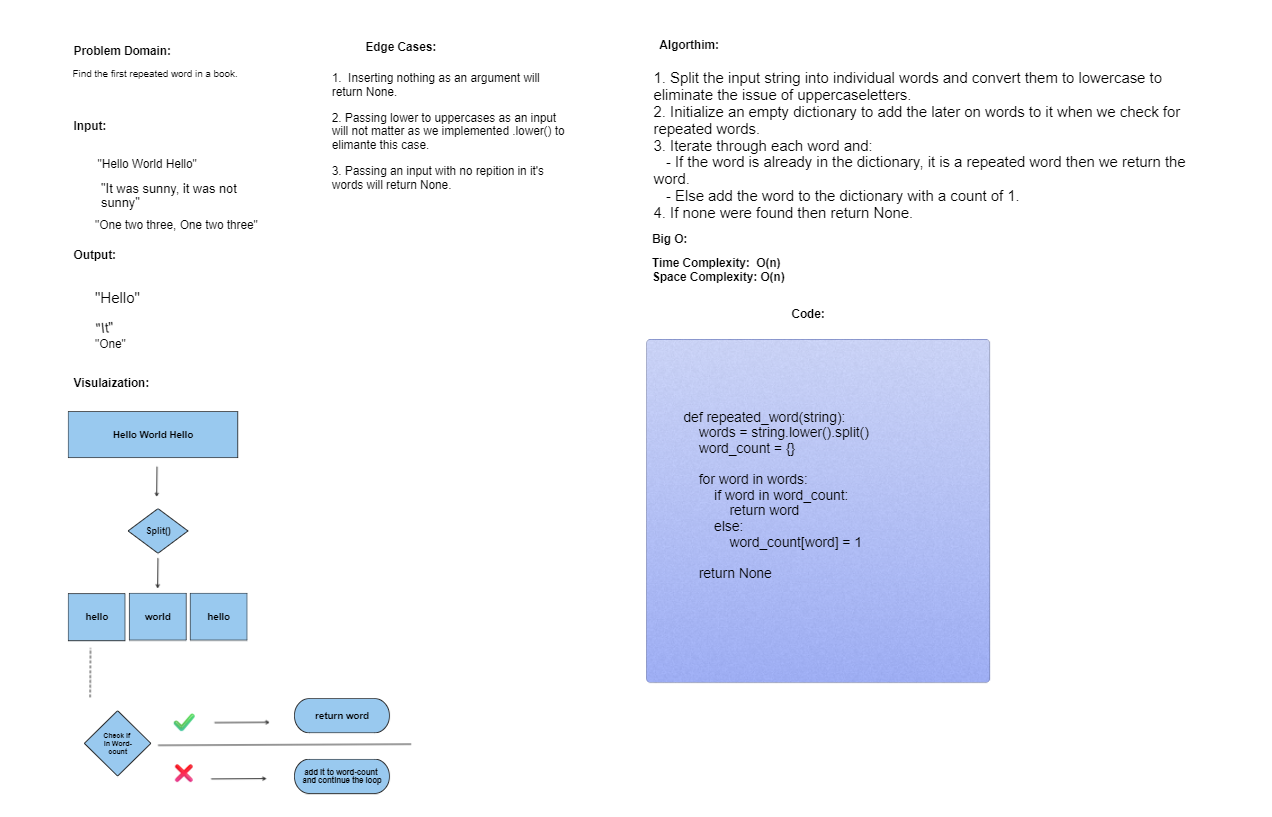 Problem Domain:
Find the first repeated word in a book.
Input:
"Hello World Hello"
"It was sunny, it was not
sunny"
"One two three, One two three"
Output:
"Hello"
"It"
"One"
Visulaization:
Hello World Hello
Split()
hello
world
hello
Check if
in Word-
count
return word
add it to word-count
and continue the loop
Edge Cases:
1.  Inserting nothing as an argument will
return None.
2. Passing lower to uppercases as an input
will not matter as we implemented .lower() to
elimante this case.
3. Passing an input with no repition in it's
words will return None.
Algorthim:
1. Split the input string into individual words and convert them to lowercase to
eliminate the issue of uppercaseletters.
2. Initialize an empty dictionary to add the later on words to it when we check for
repeated words.
3. Iterate through each word and:
- If the word is already in the dictionary, it is a repeated word then we return the
word.
- Else add the word to the dictionary with a count of 1.
4. If none were found then return None.
Big O:
Time Complexity:  O(n)
Space Complexity: O(n)
Code:
def repeated_word(string):
words = string.lower().split()
word_count = {}
for word in words:
if word in word_count:
return word
else:
word_count[word] = 1
return None